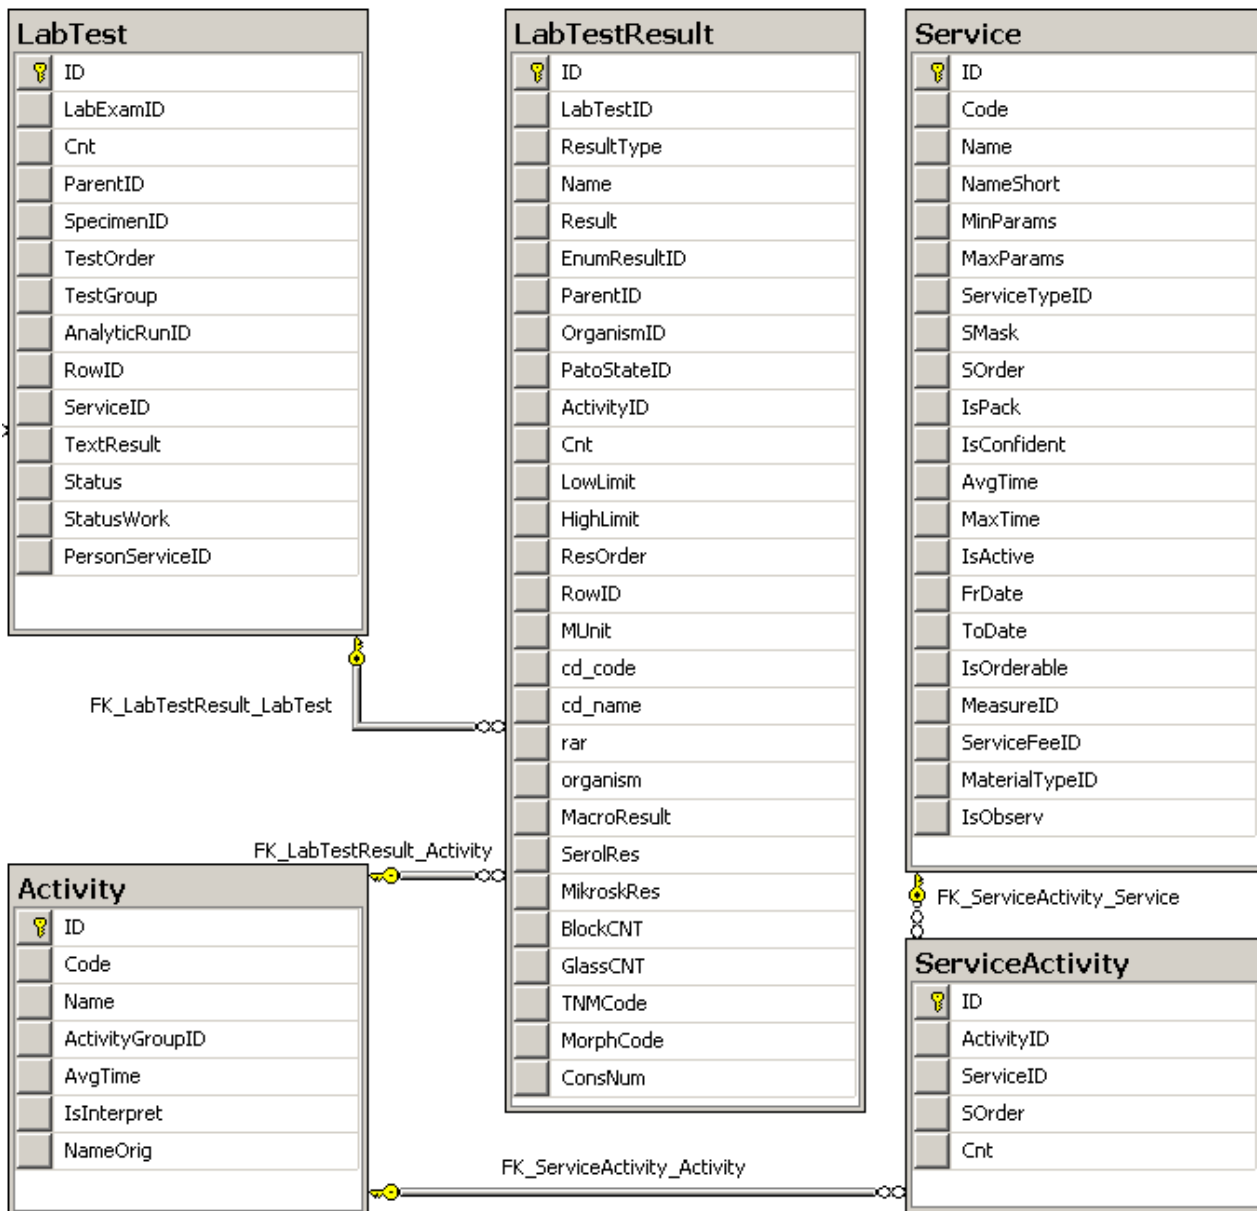 LabTest
ID
LabExamID
Cnt
ParentID
SpecimenID
TestOrder
TestGroup
AnalyticRunID
RowID
ServiceID
TextResult
Status
StatusWork
PersonServiceID
FK_LabTestResult_LabTest
LabTestResult
ID
LabTestID
ResultType
Name
Result
EnumResultID
ParentID
OrganismID
PatoStateID
ActivityID
Cnt
LowLimit
HighLimit
ResOrder
RowID
MUnit
cd_code
cd_name
rar
organism
MacroResult
SerolRes
MikroskRes
BlockCNT
GlassCNT
TNMCode
MorphCode
ConsNum
Service
ID
Code
Name
NameShort
MinParams
MaxParams
ServiceTypeID
SMask
SOrder
IsPack
IsConfident
AvgTime
MaxTime
IsActive
FrDate
ToDate
IsOrderable
MeasureID
ServiceFeeID
MaterialTypeID
IsObserv
FK_LabTestResult_Activity
FK_ServiceActivity_Service
Activity
ID
Code
Name
ActivityGroupID
AvgTime
IsInterpret
NameOrig
FK_ServiceActivity_Activity
ServiceActivity
ID
ActivityID
ServiceID
SOrder
Cnt